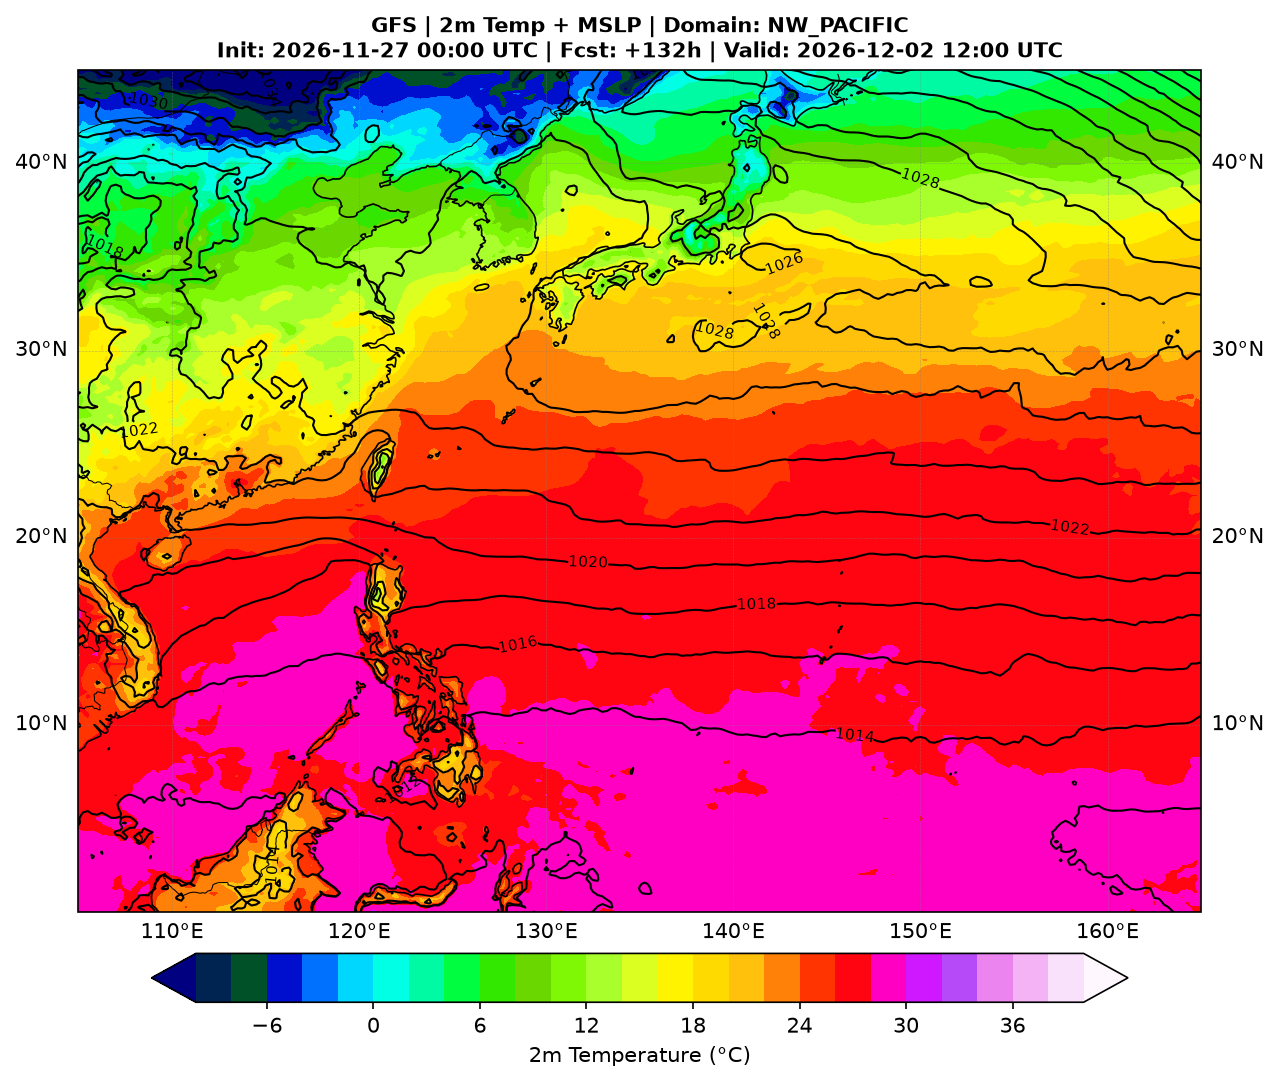 GFS | 2m Temp + MSLP | Domain: NW_PACIFIC
Init: 2026-11-27 00:00 UTC | Fcst: +132h | Valid: 2026-12-02 12:00 UTC
1030
40°N
40°N
1028
1018
1026
1028
1028
30°N
30°N
1022
20°N
20°N
1022
1020
1018
1016
10°N
10°N
1014
1012
1014
110°E 120°E 130°E 140°E 150°E 160°E
−6 0 6 12 18 24 30 36
2m Temperature (°C)